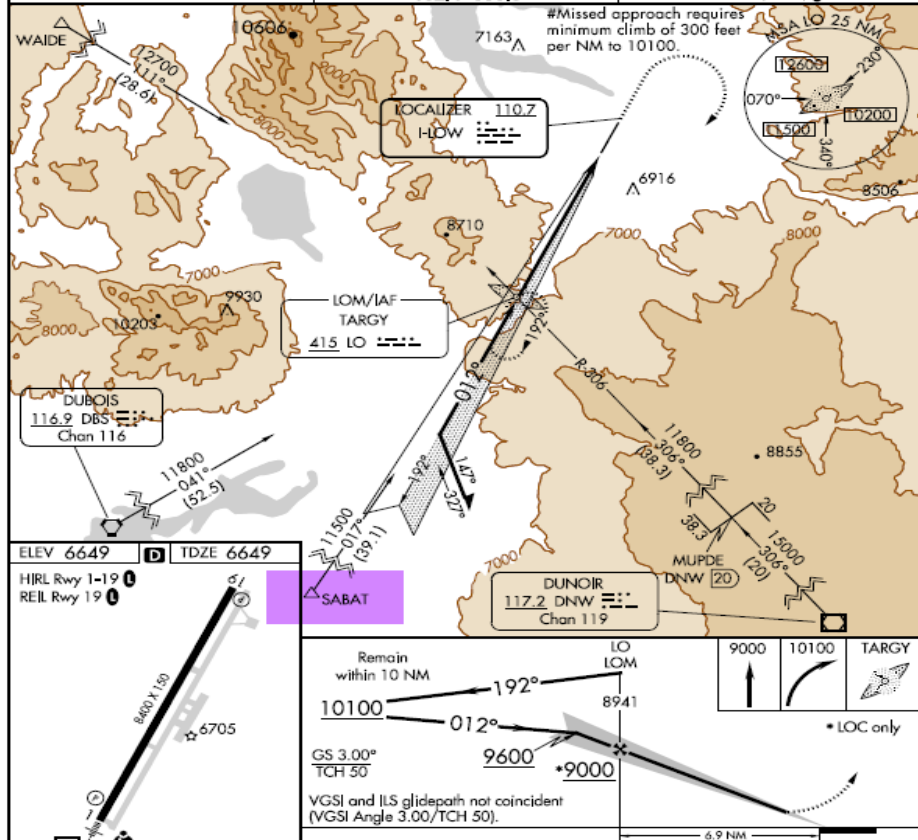 #Missed approach requires
minimum climb of 300 feet
per NM to 10100.
WAIDE
12700
111°
(28.6)
10606
8000
8000
7163
MSA LO 25 NM
12600
230°
070°
11500
10200
340°
8506
LOCALIZER 110.7
I-LOW
6916
8710
7000
8000
7000
9930
8000
10203
LOM/IAF
TARGY
415 LO
192°
012°
R-306
11800
306°
(38.3)
8855
DUBOIS
116.9 DBS
Chan 116
11800
041°
(52.5)
192°
147°
327°
11500
017°
(39.1)
SABAT
20
38.3
MUPDE
DNW 20
15000
306°
(20)
7000
DUNOIR
117.2 DNW
Chan 119
ELEV 6649 D TDZE 6649
HIRL Rwy 1-19 L
REIL Rwy 19 L
19
P
8400 X 150
6705
P
1
Remain
within 10 NM
LO
LOM
9000
10100
TARGY
192°
10100
8941
012°
* LOC only
GS 3.00°
TCH 50
9600
*9000
VGSI and ILS glidepath not coincident
(VGSI Angle 3.00/TCH 50).
6.9 NM